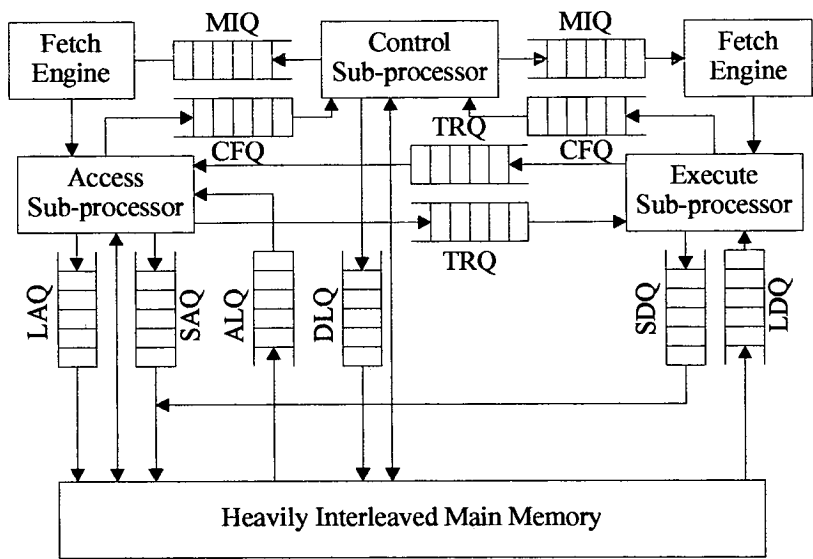 MIQ
MIQ
Fetch
Engine
Control
Sub-processor
Fetch
Engine
CFQ
TRQ
CFQ
Access
Sub-processor
Execute
Sub-processor
TRQ
LAQ
SAQ
ALQ
DLQ
SDQ
LDQ
Heavily Interleaved Main Memory